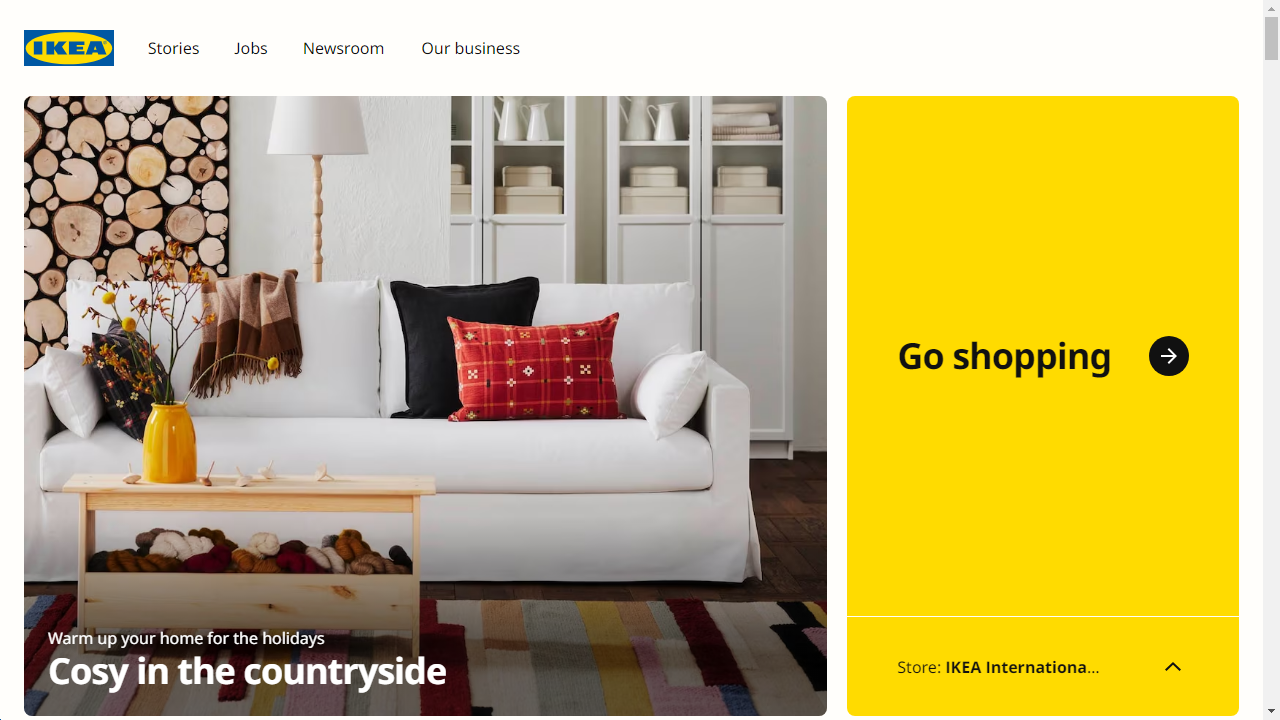 IKEA
Stories
Jobs
Newsroom
Our business
Go shopping
Warm up your home for the holidays
Cosy in the countryside
Store: IKEA Internationa...